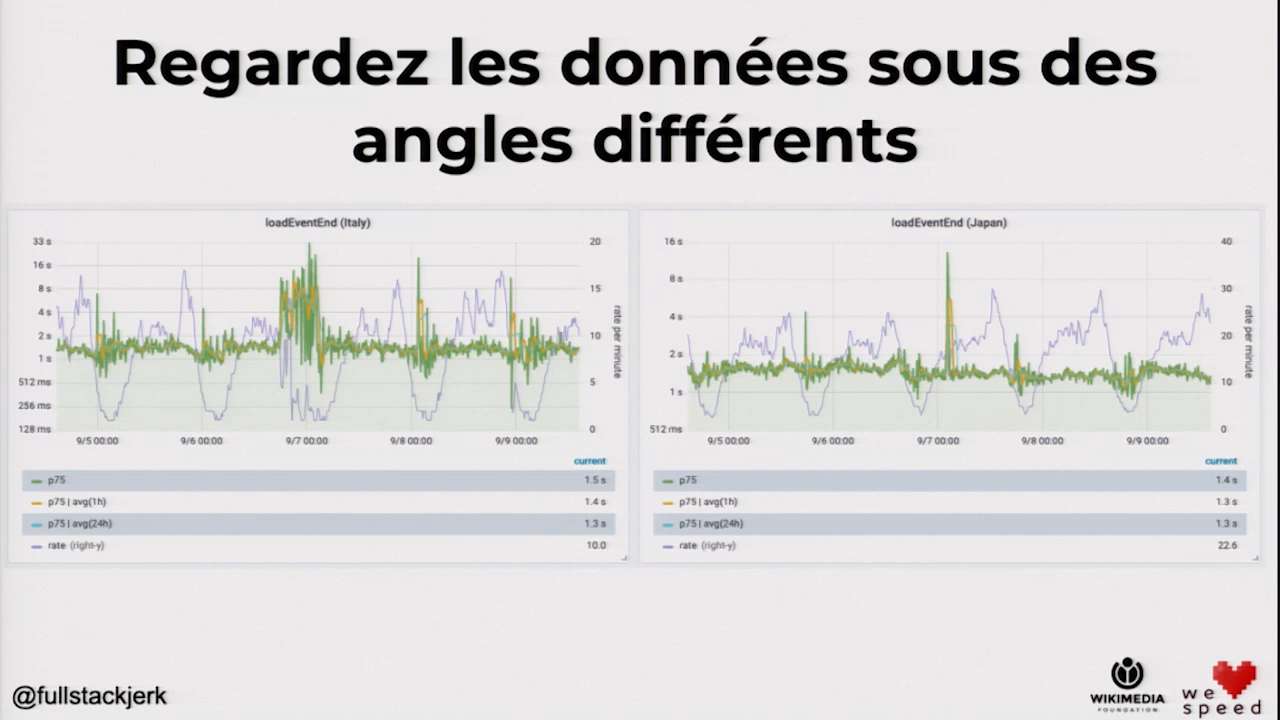 Regardez les données sous des
angles différents
loadEventEnd (Italy)
33 s
16 s
8 s
4 s
2 s
1 s
512 ms
256 ms
128 ms
20
15
10
5
0
rate per minute
9/5 00:00 9/6 00:00 9/7 00:00 9/8 00:00 9/9 00:00
current
p75 1.5 s
p75 | avg(1h) 1.4 s
p75 | avg(24h) 1.3 s
rate (right-y) 10.0
loadEventEnd (Japan)
16 s
8 s
4 s
2 s
1 s
512 ms
40
30
20
10
0
rate per minute
9/5 00:00 9/6 00:00 9/7 00:00 9/8 00:00 9/9 00:00
current
p75 1.4 s
p75 | avg(1h) 1.3 s
p75 | avg(24h) 1.3 s
rate (right-y) 22.6
@fullstackjerk
WIKIMEDIA
FOUNDATION
we
speed